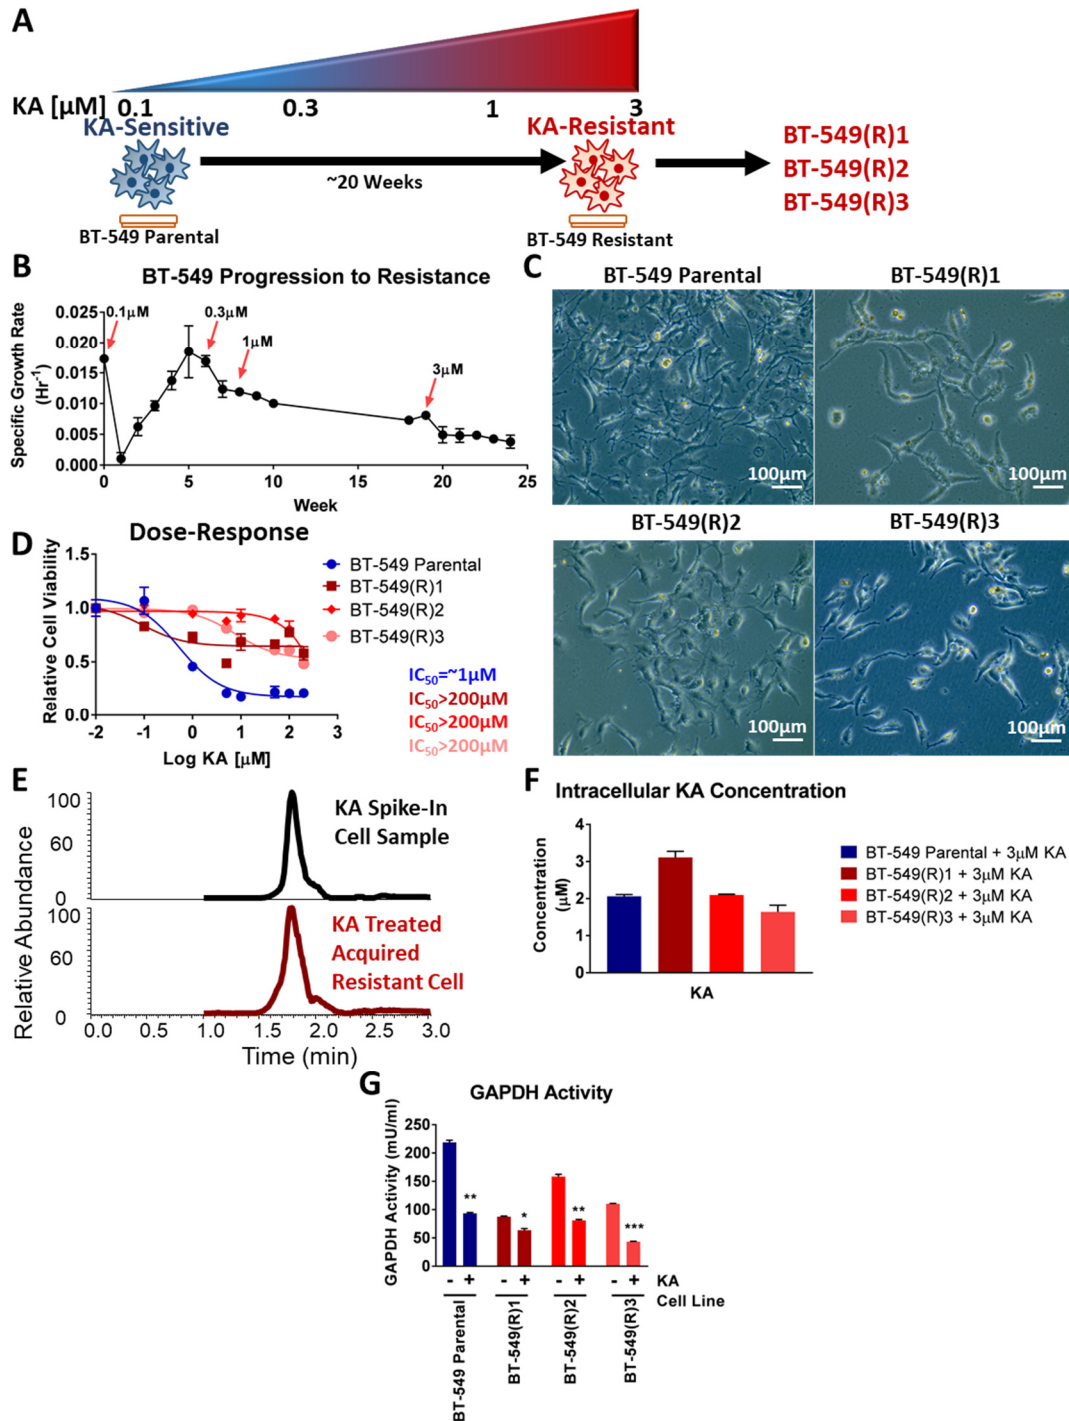 A
KA [μM] 0.1 0.3 1 3
KA-Sensitive
KA-Resistant
~20 Weeks
BT-549 Parental
BT-549 Resistant
BT-549(R)1
BT-549(R)2
BT-549(R)3
B
BT-549 Progression to Resistance
Specific Growth Rate
(Hr⁻¹)
0.025
0.020
0.015
0.010
0.005
0.000
0.1μM
0.3μM
1μM
3μM
0 5 10 15 20 25
Week
C
BT-549 Parental
BT-549(R)1
100μm
100μm
BT-549(R)2
BT-549(R)3
100μm
100μm
D
Dose-Response
Relative Cell Viability
1.5
1.0
0.5
0.0
-2 -1 0 1 2 3
Log KA [μM]
BT-549 Parental
BT-549(R)1
BT-549(R)2
BT-549(R)3
IC₅₀=~1μM
IC₅₀>200μM
IC₅₀>200μM
IC₅₀>200μM
E
Relative Abundance
100
60
0
KA Spike-In
Cell Sample
100
60
0
KA Treated
Acquired
Resistant Cell
0.0 0.5 1.0 1.5 2.0 2.5 3.0
Time (min)
F
Intracellular KA Concentration
Concentration
(μM)
4
3
2
1
0
KA
BT-549 Parental + 3μM KA
BT-549(R)1 + 3μM KA
BT-549(R)2 + 3μM KA
BT-549(R)3 + 3μM KA
G
GAPDH Activity
GAPDH Activity (mU/ml)
250
200
150
100
50
0
** * ** ***
- + - + - + - + KA
Cell Line
BT-549 Parental
BT-549(R)1
BT-549(R)2
BT-549(R)3